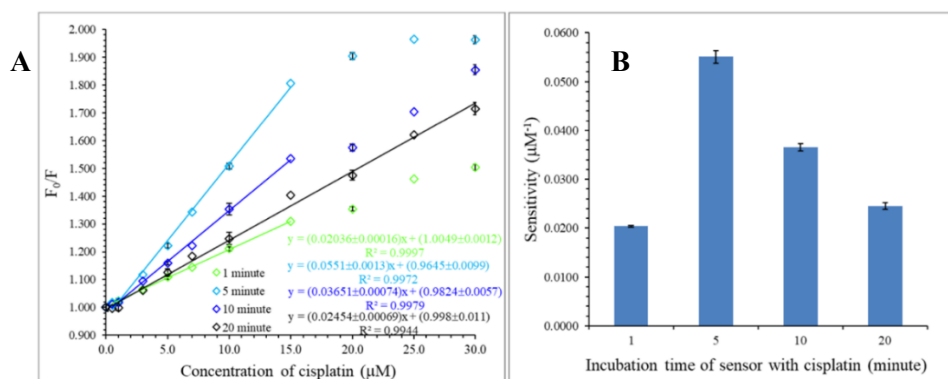 A
F0/F
2.000
1.900
1.800
1.700
1.600
1.500
1.400
1.300
1.200
1.100
1.000
0.900
y = (0.02036±0.00016)x + (1.0049±0.0012)
R² = 0.9997
y = (0.0551±0.0013)x + (0.9645±0.0099)
R² = 0.9972
y = (0.03651±0.00074)x + (0.9824±0.0057)
R² = 0.9979
y = (0.02454±0.00069)x + (0.998±0.011)
R² = 0.9944
1 minute
5 minute
10 minute
20 minute
0.0 5.0 10.0 15.0 20.0 25.0 30.0
Concentration of cisplatin (µM)
B
Sensitivity (µM⁻¹)
0.0600
0.0500
0.0400
0.0300
0.0200
0.0100
0.0000
1 5 10 20
Incubation time of sensor with cisplatin (minute)